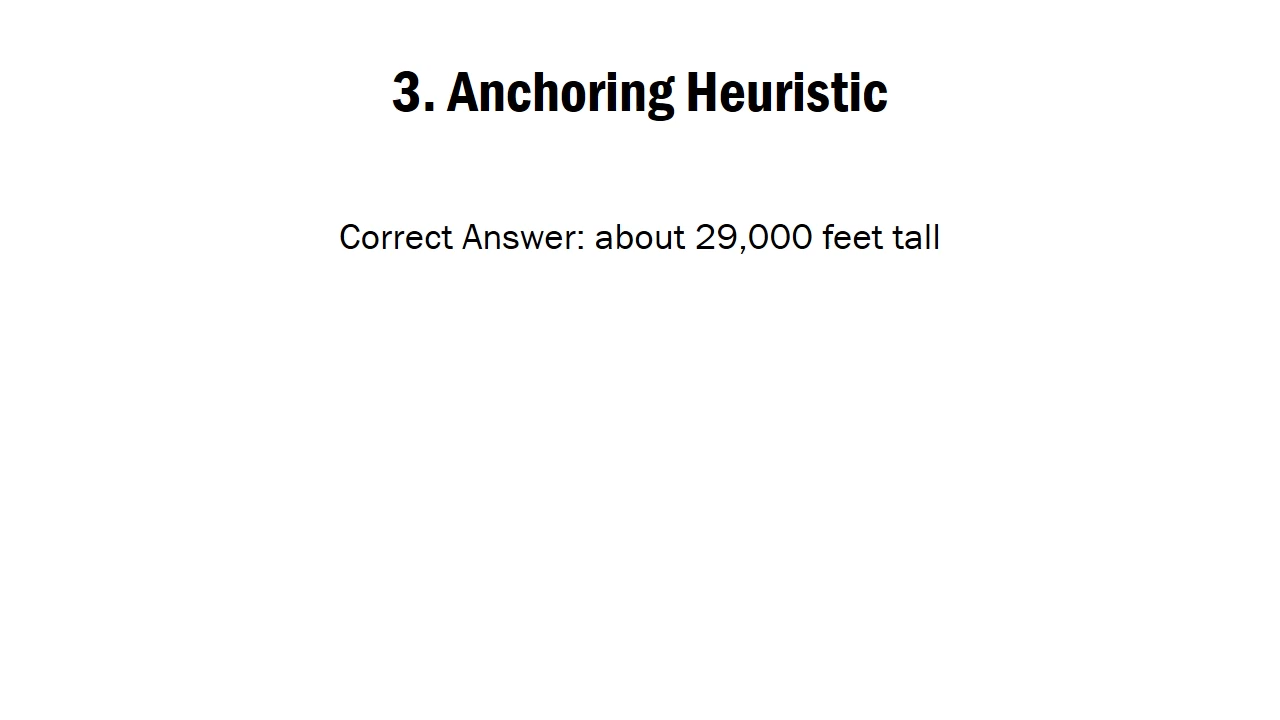 3. Anchoring Heuristic
Correct Answer: about 29,000 feet tall